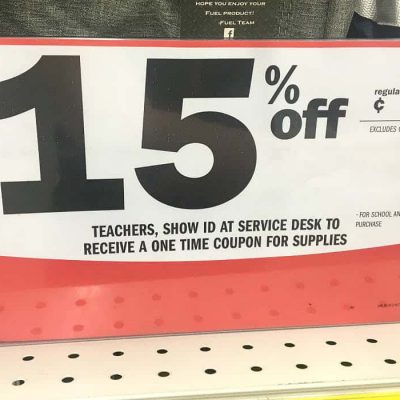 HOPE YOU ENJOY YOUR
FUEL PRODUCT!
-FUEL TEAM
f
15% off
regula
¢
EXCLUDES
TEACHERS, SHOW ID AT SERVICE DESK TO
RECEIVE A ONE TIME COUPON FOR SUPPLIES
- FOR SCHOOL AN
PURCHASE